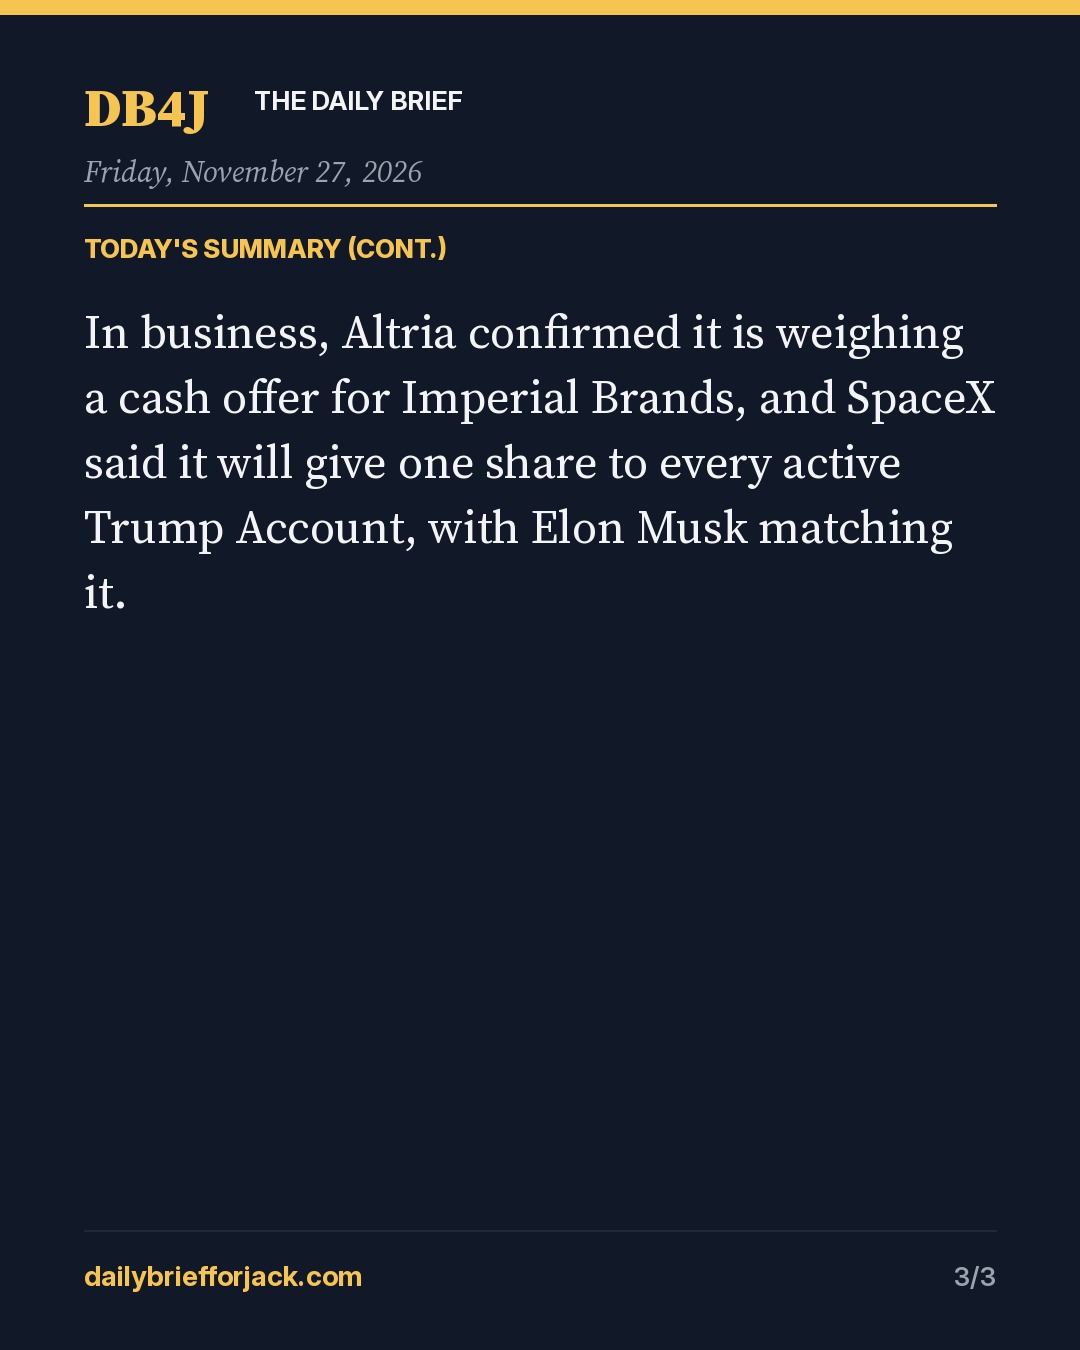 DB4J THE DAILY BRIEF
Friday, November 27, 2026
TODAY'S SUMMARY (CONT.)
In business, Altria confirmed it is weighing
a cash offer for Imperial Brands, and SpaceX
said it will give one share to every active
Trump Account, with Elon Musk matching
it.
dailybriefforjack.com 3/3